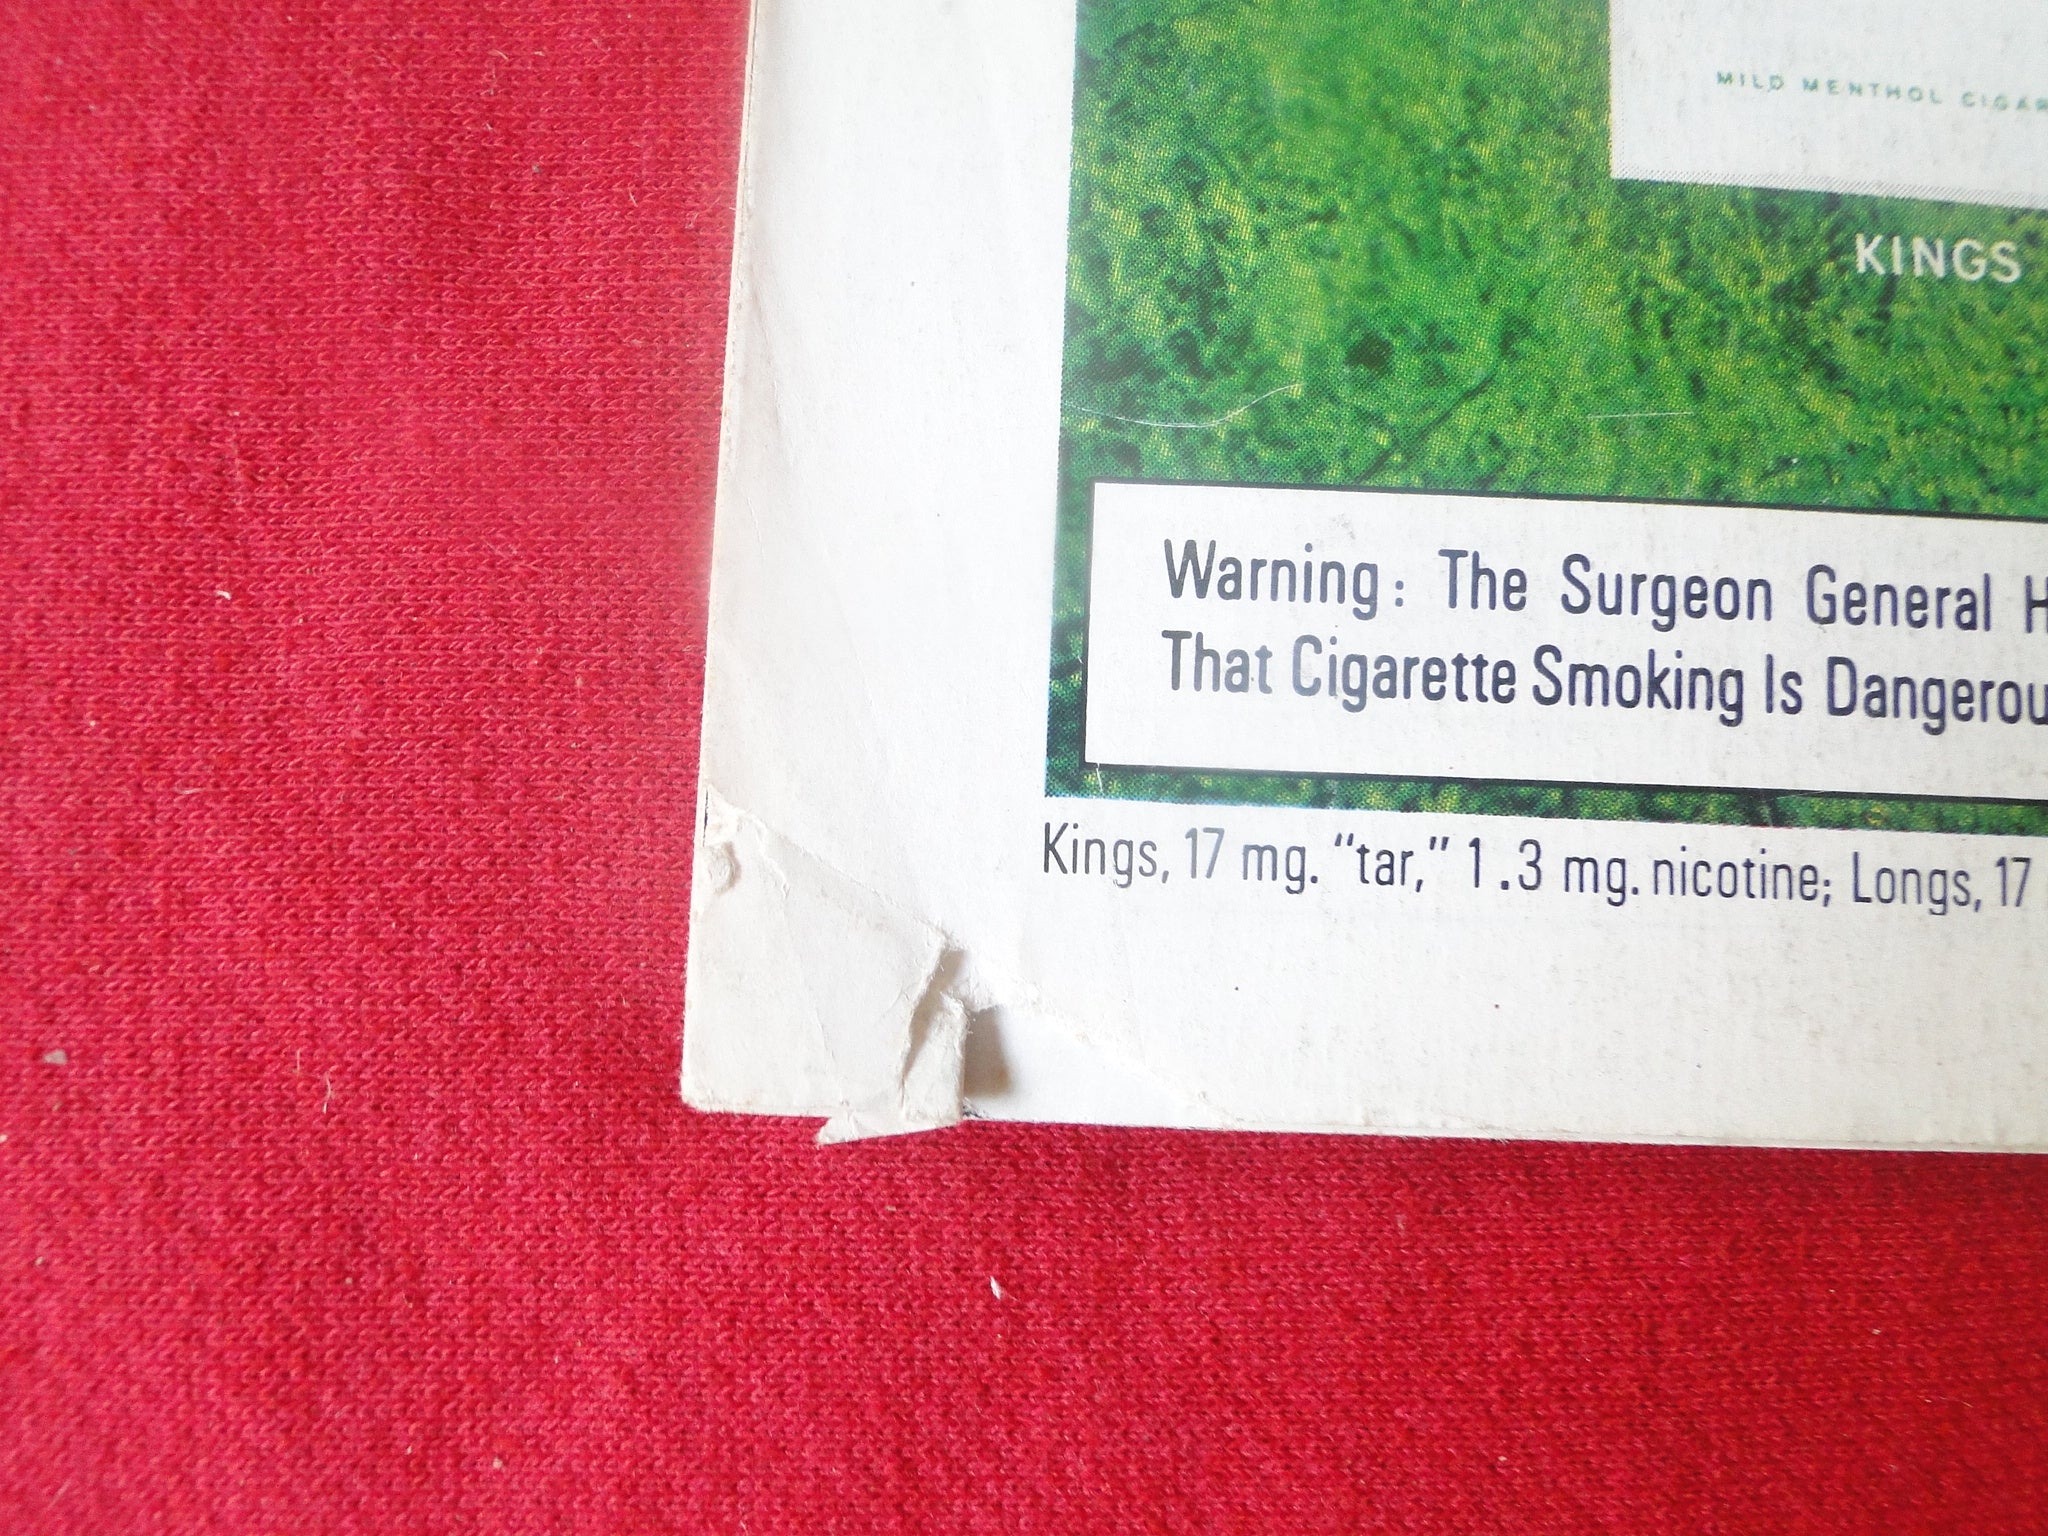 MILD MENTHOL CIGAR
KINGS
Warning: The Surgeon General H
That Cigarette Smoking Is Dangerou
Kings, 17 mg. “tar,” 1.3 mg. nicotine; Longs, 17